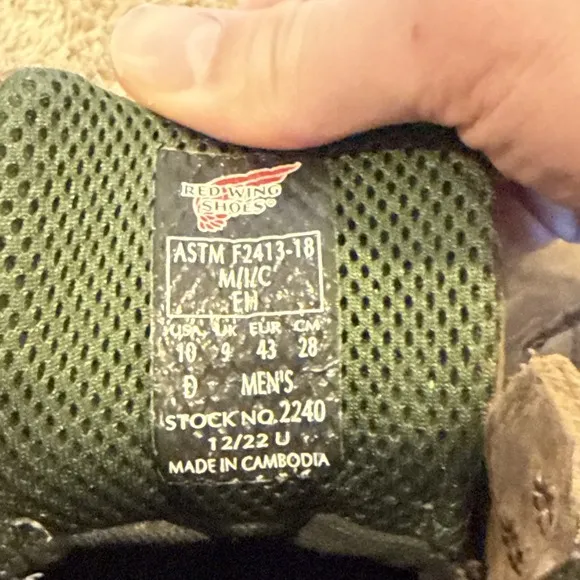 RED WING
SHOES®
ASTM F2413-18
M/I/C
EH
USA UK EUR CM
10 9 43 28
D MEN'S
STOCK NO. 2240
12/22 U
MADE IN CAMBODIA